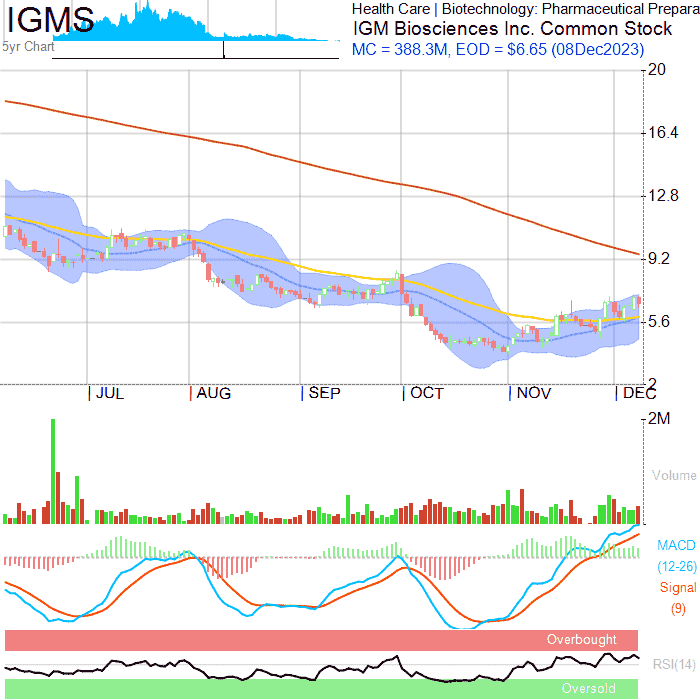 IGMS
5yr Chart
Health Care | Biotechnology: Pharmaceutical Prepara
IGM Biosciences Inc. Common Stock
MC = 388.3M, EOD = $6.65 (08Dec2023)
20
16.4
12.8
9.2
5.6
2
JUL AUG SEP OCT NOV DEC
2M
Volume
MACD
(12-26)
Signal
(9)
Overbought
RSI(14)
Oversold